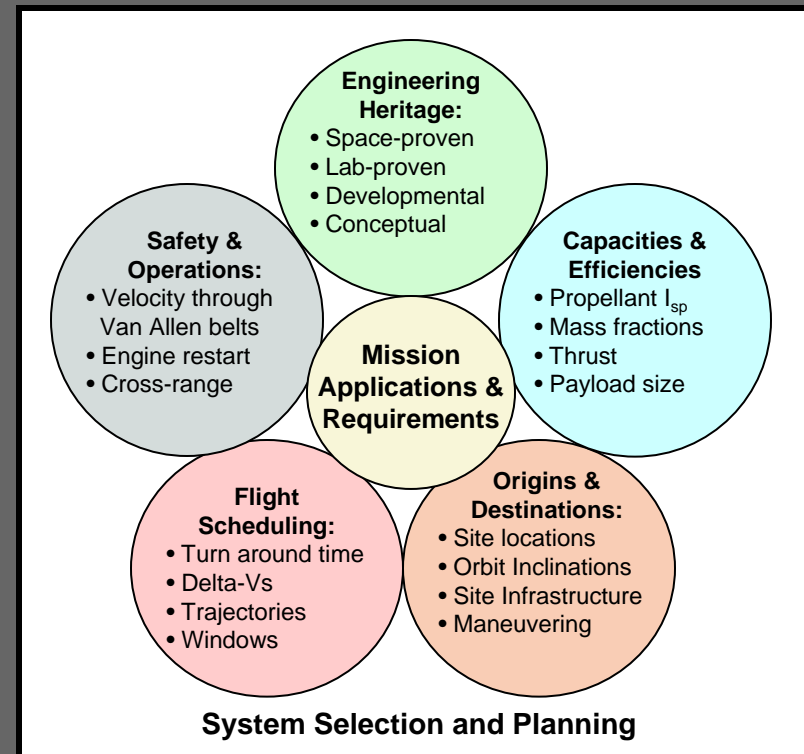 Engineering
Heritage:
• Space-proven
• Lab-proven
• Developmental
• Conceptual
Safety &
Operations:
• Velocity through
Van Allen belts
• Engine restart
• Cross-range
Capacities &
Efficiencies
• Propellant Isp
• Mass fractions
• Thrust
• Payload size
Mission
Applications &
Requirements
Flight
Scheduling:
• Turn around time
• Delta-Vs
• Trajectories
• Windows
Origins &
Destinations:
• Site locations
• Orbit Inclinations
• Site Infrastructure
• Maneuvering
System Selection and Planning